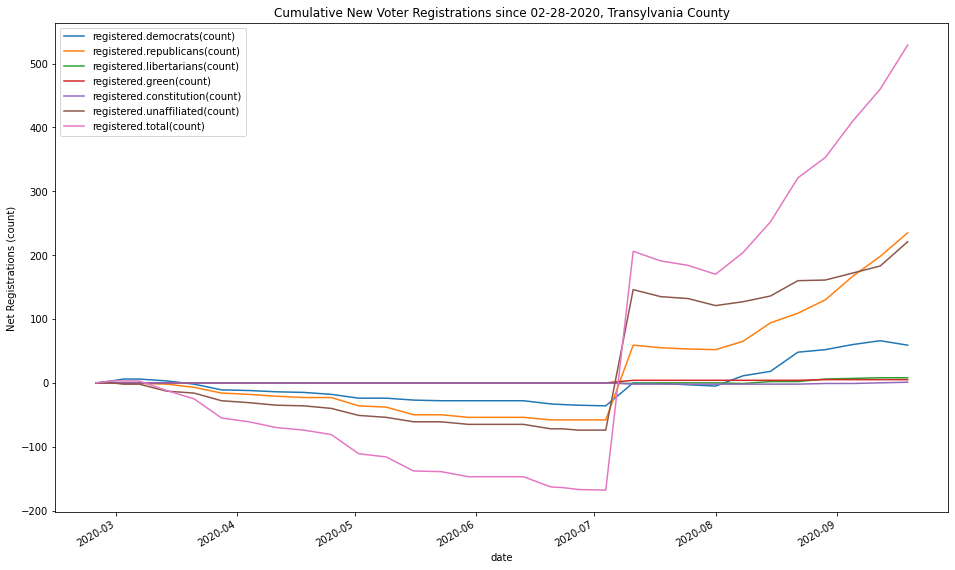 Cumulative New Voter Registrations since 02-28-2020, Transylvania County
registered.democrats(count)
registered.republicans(count)
registered.libertarians(count)
registered.green(count)
registered.constitution(count)
registered.unaffiliated(count)
registered.total(count)
Net Registrations (count)
500
400
300
200
100
0
−100
−200
2020-03
2020-04
2020-05
2020-06
2020-07
2020-08
2020-09
date